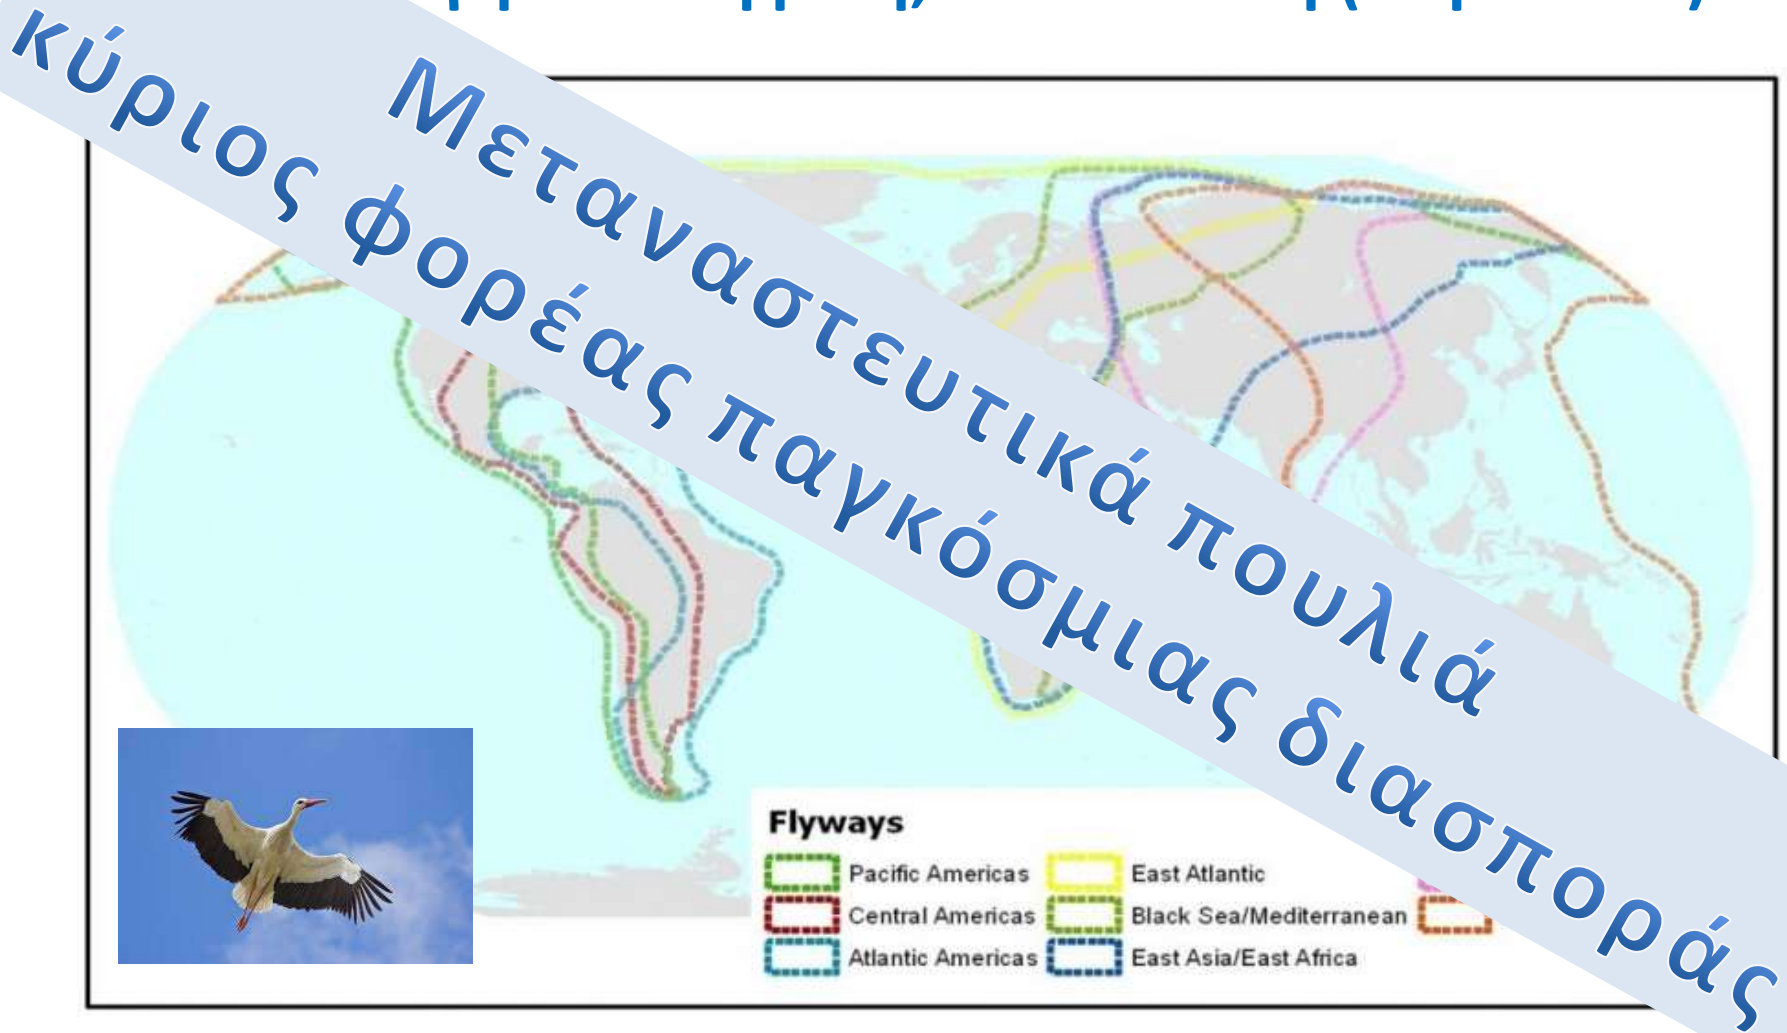 Μεταναστευτικά πουλιά
κύριος φορέας παγκόσμιας διασποράς
Flyways
Pacific Americas
East Atlantic
Central Americas
Black Sea/Mediterranean
Atlantic Americas
East Asia/East Africa